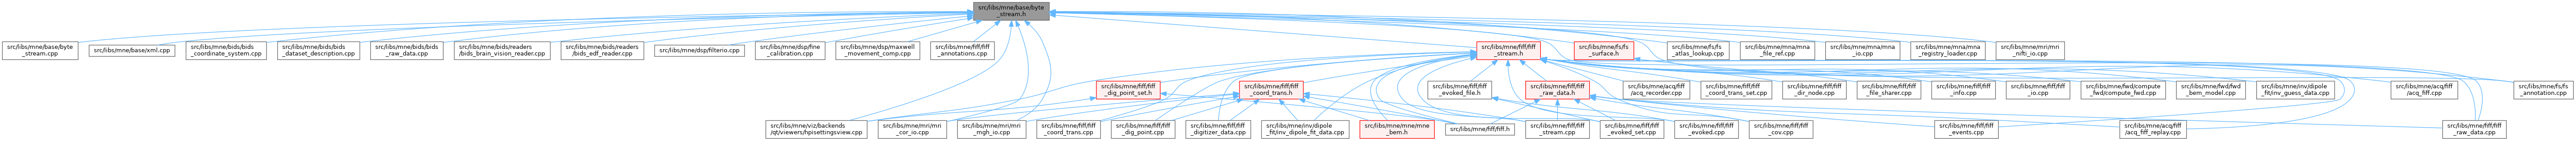 src/libs/mne/base/byte
_stream.h
src/libs/mne/base/byte
_stream.cpp
src/libs/mne/base/xml.cpp
src/libs/mne/bids/bids
_coordinate_system.cpp
src/libs/mne/bids/bids
_dataset_description.cpp
src/libs/mne/bids/bids
_raw_data.cpp
src/libs/mne/bids/readers
/bids_brain_vision_reader.cpp
src/libs/mne/bids/readers
/bids_edf_reader.cpp
src/libs/mne/dsp/filterio.cpp
src/libs/mne/dsp/fine
_calibration.cpp
src/libs/mne/dsp/maxwell
_movement_comp.cpp
src/libs/mne/fiff/fiff
_annotations.cpp
src/libs/mne/fiff/fiff
_stream.h
src/libs/mne/fs/fs
_surface.h
src/libs/mne/fs/fs
_atlas_lookup.cpp
src/libs/mne/mna/mna
_file_ref.cpp
src/libs/mne/mna/mna
_io.cpp
src/libs/mne/mna/mna
_registry_loader.cpp
src/libs/mne/mri/mri
_nifti_io.cpp
src/libs/mne/fiff/fiff
_dig_point_set.h
src/libs/mne/fiff/fiff
_coord_trans.h
src/libs/mne/fiff/fiff
_evoked_file.h
src/libs/mne/fiff/fiff
_raw_data.h
src/libs/mne/acq/fiff
/acq_recorder.cpp
src/libs/mne/fiff/fiff
_coord_trans_set.cpp
src/libs/mne/fiff/fiff
_dir_node.cpp
src/libs/mne/fiff/fiff
_file_sharer.cpp
src/libs/mne/fiff/fiff
_info.cpp
src/libs/mne/fiff/fiff
_io.cpp
src/libs/mne/fwd/compute
_fwd/compute_fwd.cpp
src/libs/mne/fwd/fwd
_bem_model.cpp
src/libs/mne/inv/dipole
_fit/inv_guess_data.cpp
src/libs/mne/acq/fiff
/acq_fiff.cpp
src/libs/mne/fs/fs
_annotation.cpp
src/libs/mne/viz/backends
/qt/viewers/hpisettingsview.cpp
src/libs/mne/mri/mri
_cor_io.cpp
src/libs/mne/mri/mri
_mgh_io.cpp
src/libs/mne/fiff/fiff
_coord_trans.cpp
src/libs/mne/fiff/fiff
_dig_point.cpp
src/libs/mne/fiff/fiff
_digitizer_data.cpp
src/libs/mne/inv/dipole
_fit/inv_dipole_fit_data.cpp
src/libs/mne/mne/mne
_bem.h
src/libs/mne/fiff/fiff.h
src/libs/mne/fiff/fiff
_stream.cpp
src/libs/mne/fiff/fiff
_evoked_set.cpp
src/libs/mne/fiff/fiff
_evoked.cpp
src/libs/mne/fiff/fiff
_cov.cpp
src/libs/mne/fiff/fiff
_events.cpp
src/libs/mne/acq/fiff
/acq_fiff_replay.cpp
src/libs/mne/fiff/fiff
_raw_data.cpp